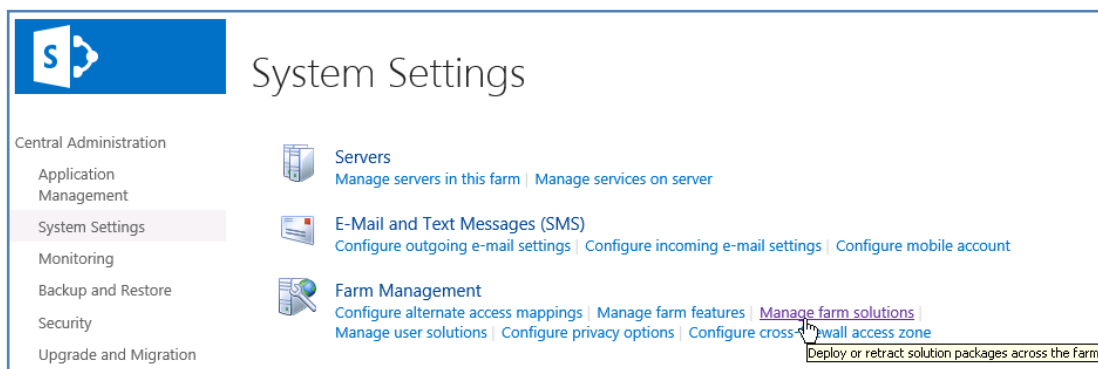 S
System Settings
Central Administration
Application
Management
System Settings
Monitoring
Backup and Restore
Security
Upgrade and Migration
Servers
Manage servers in this farm | Manage services on server
E-Mail and Text Messages (SMS)
Configure outgoing e-mail settings | Configure incoming e-mail settings | Configure mobile account
Farm Management
Configure alternate access mappings | Manage farm features | Manage farm solutions |
Manage user solutions | Configure privacy options | Configure cross-firewall access zone
Deploy or retract solution packages across the farm